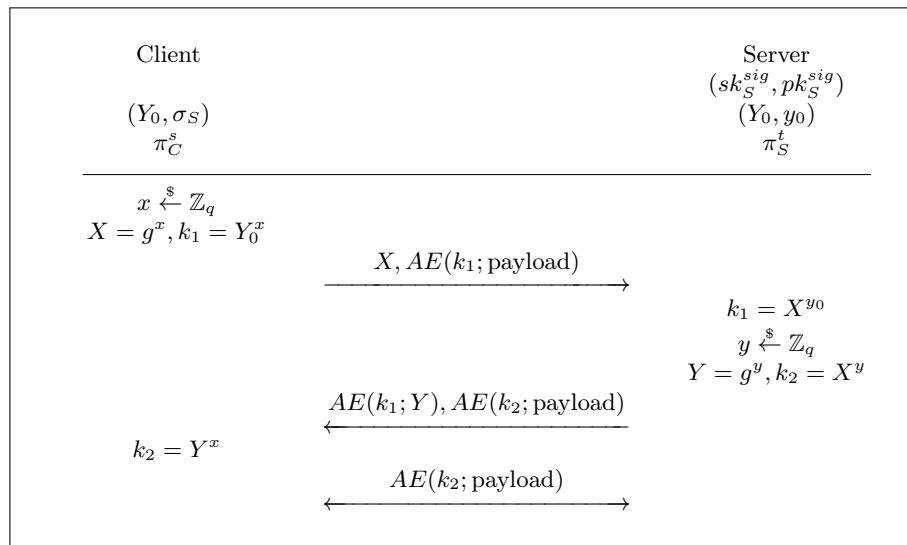 Client Server
(sk_S^{sig}, pk_S^{sig})
(Y_0, σ_S) (Y_0, y_0)
π_C^s π_S^t
x ←^$ ℤ_q
X = g^x, k_1 = Y_0^x
X, AE(k_1; payload)
k_1 = X^{y_0}
y ←^$ ℤ_q
Y = g^y, k_2 = X^y
AE(k_1; Y), AE(k_2; payload)
k_2 = Y^x
AE(k_2; payload)